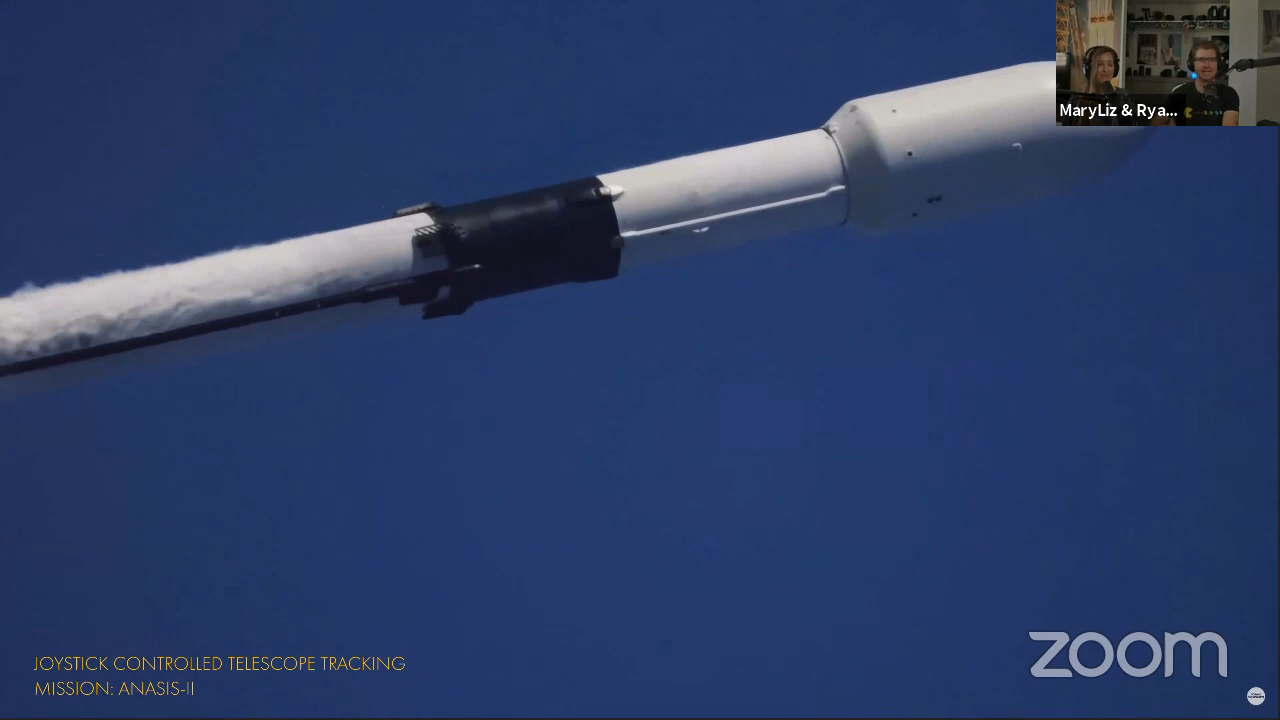 MaryLiz & Rya...
JOYSTICK CONTROLLED TELESCOPE TRACKING
MISSION: ANASIS-II
zoom